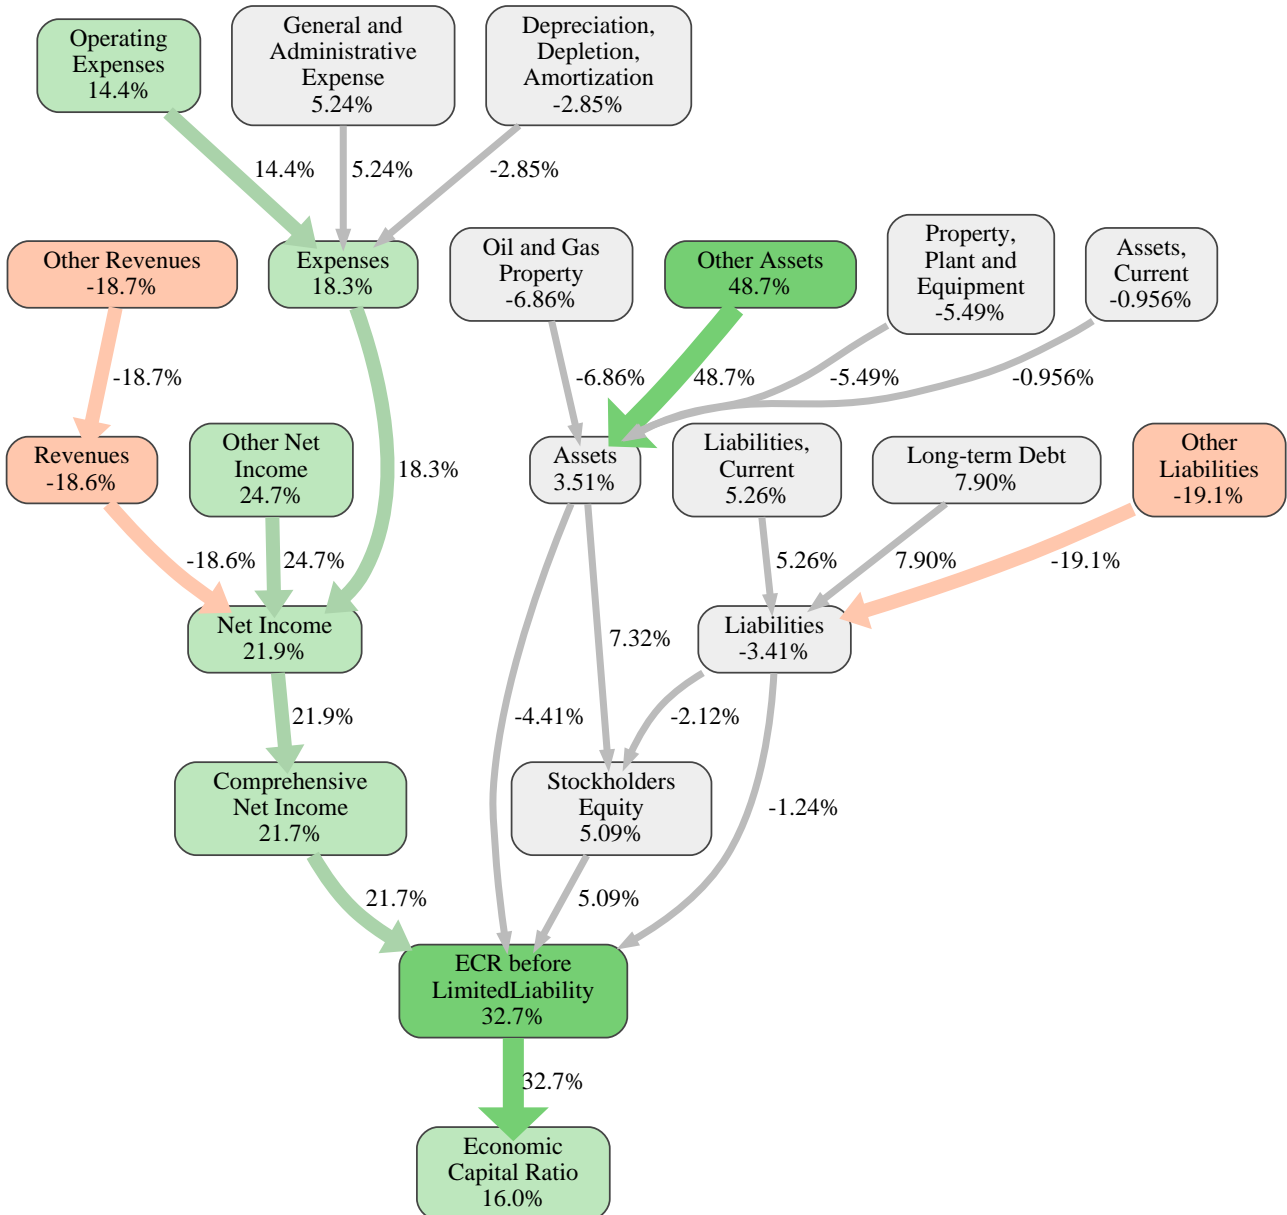 Operating
Expenses
14.4%
General and
Administrative
Expense
5.24%
Depreciation,
Depletion,
Amortization
-2.85%
14.4%
5.24%
-2.85%
Other Revenues
-18.7%
Expenses
18.3%
Oil and Gas
Property
-6.86%
Other Assets
48.7%
Property,
Plant and
Equipment
-5.49%
Assets,
Current
-0.956%
-18.7%
-6.86%
48.7%
-5.49%
-0.956%
Revenues
-18.6%
Other Net
Income
24.7%
18.3%
Assets
3.51%
Liabilities,
Current
5.26%
Long-term Debt
7.90%
Other
Liabilities
-19.1%
-18.6%
24.7%
5.26%
7.90%
-19.1%
Net Income
21.9%
7.32%
Liabilities
-3.41%
21.9%
-4.41%
-2.12%
Comprehensive
Net Income
21.7%
Stockholders
Equity
5.09%
-1.24%
21.7%
5.09%
ECR before
LimitedLiability
32.7%
32.7%
Economic
Capital Ratio
16.0%